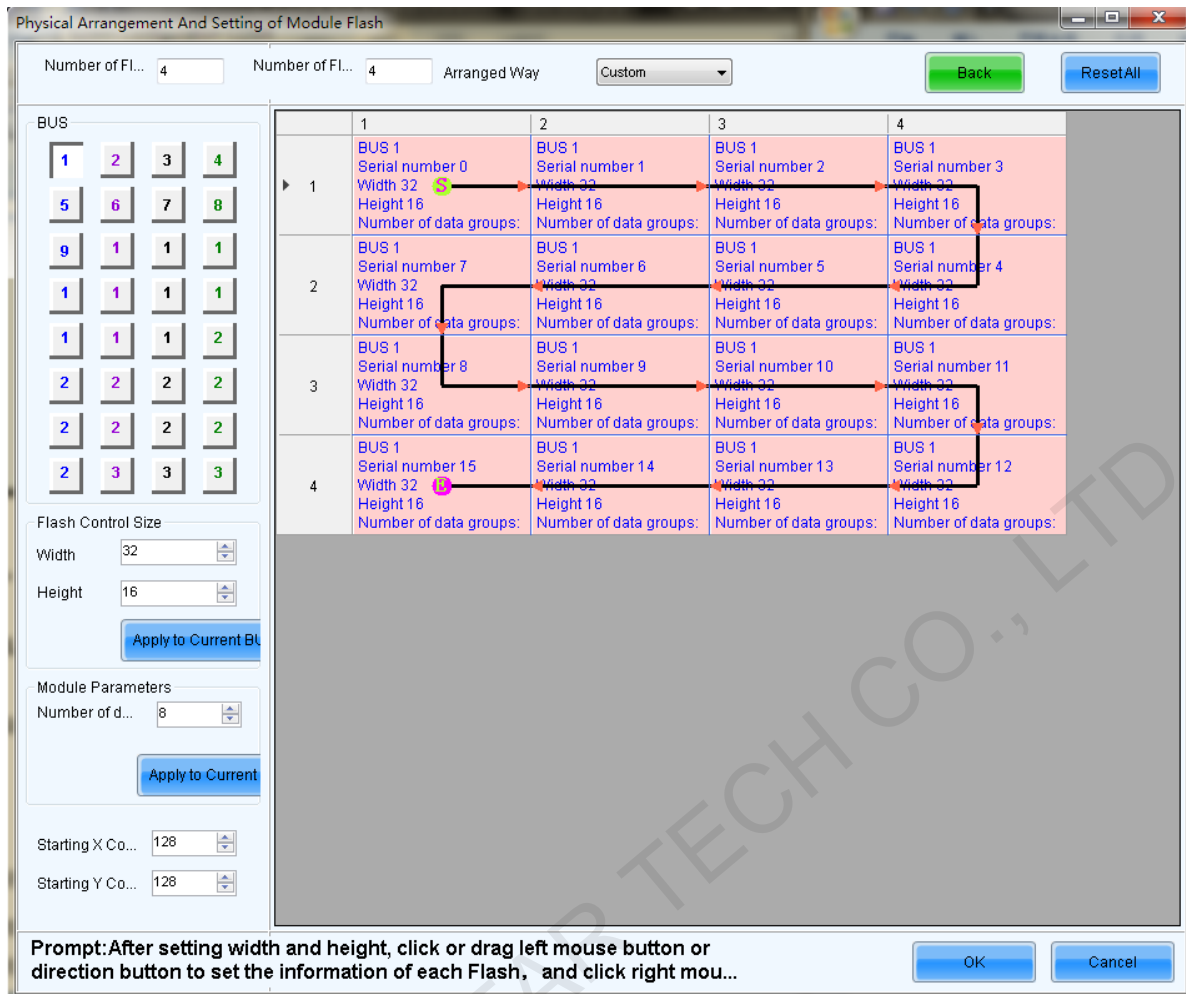 Physical Arrangement And Setting of Module Flash
Number of Fl... 4 Number of Fl... 4 Arranged Way Custom Back ResetAll
BUS
1 2 3 4
5 6 7 8
9 1 1 1
1 1 1 1
1 1 1 2
2 2 2 2
2 2 2 2
2 3 3 3
Flash Control Size
Width 32
Height 16
Apply to Current BU
Module Parameters
Number of d... 8
Apply to Current
Starting X Co... 128
Starting Y Co... 128
1 2 3 4
1
BUS 1 BUS 1 BUS 1 BUS 1
Serial number 0 Serial number 1 Serial number 2 Serial number 3
Width 32 S Width 32 Width 32 Width 32
Height 16 Height 16 Height 16 Height 16
Number of data groups: Number of data groups: Number of data groups: Number of data groups:
2
BUS 1 BUS 1 BUS 1 BUS 1
Serial number 7 Serial number 6 Serial number 5 Serial number 4
Width 32 Width 32 Width 32 Width 32
Height 16 Height 16 Height 16 Height 16
Number of data groups: Number of data groups: Number of data groups: Number of data groups:
3
BUS 1 BUS 1 BUS 1 BUS 1
Serial number 8 Serial number 9 Serial number 10 Serial number 11
Width 32 Width 32 Width 32 Width 32
Height 16 Height 16 Height 16 Height 16
Number of data groups: Number of data groups: Number of data groups: Number of data groups:
4
BUS 1 BUS 1 BUS 1 BUS 1
Serial number 15 Serial number 14 Serial number 13 Serial number 12
Width 32 E Width 32 Width 32 Width 32
Height 16 Height 16 Height 16 Height 16
Number of data groups: Number of data groups: Number of data groups: Number of data groups:
Prompt:After setting width and height, click or drag left mouse button or
direction button to set the information of each Flash, and click right mou...
OK Cancel
TECH CO., LTD